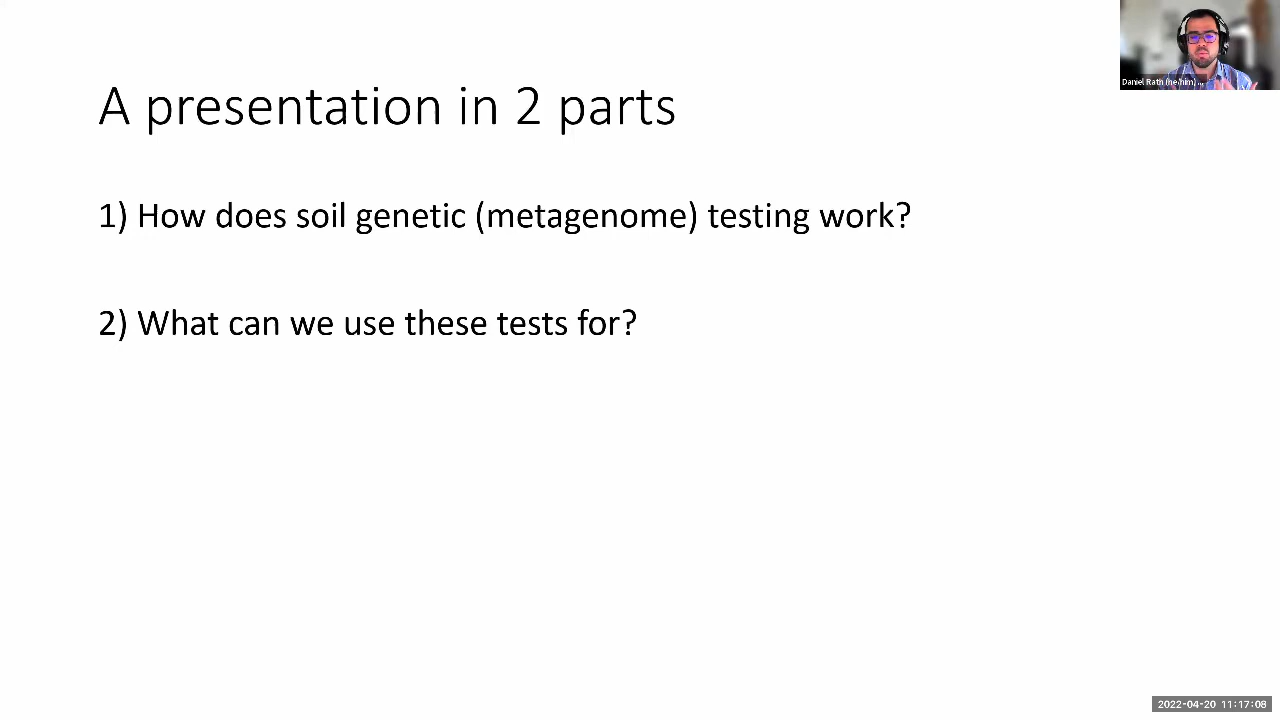 A presentation in 2 parts
1) How does soil genetic (metagenome) testing work?
2) What can we use these tests for?
Daniel Rath (he/him)
2022-04-20 11:17:08